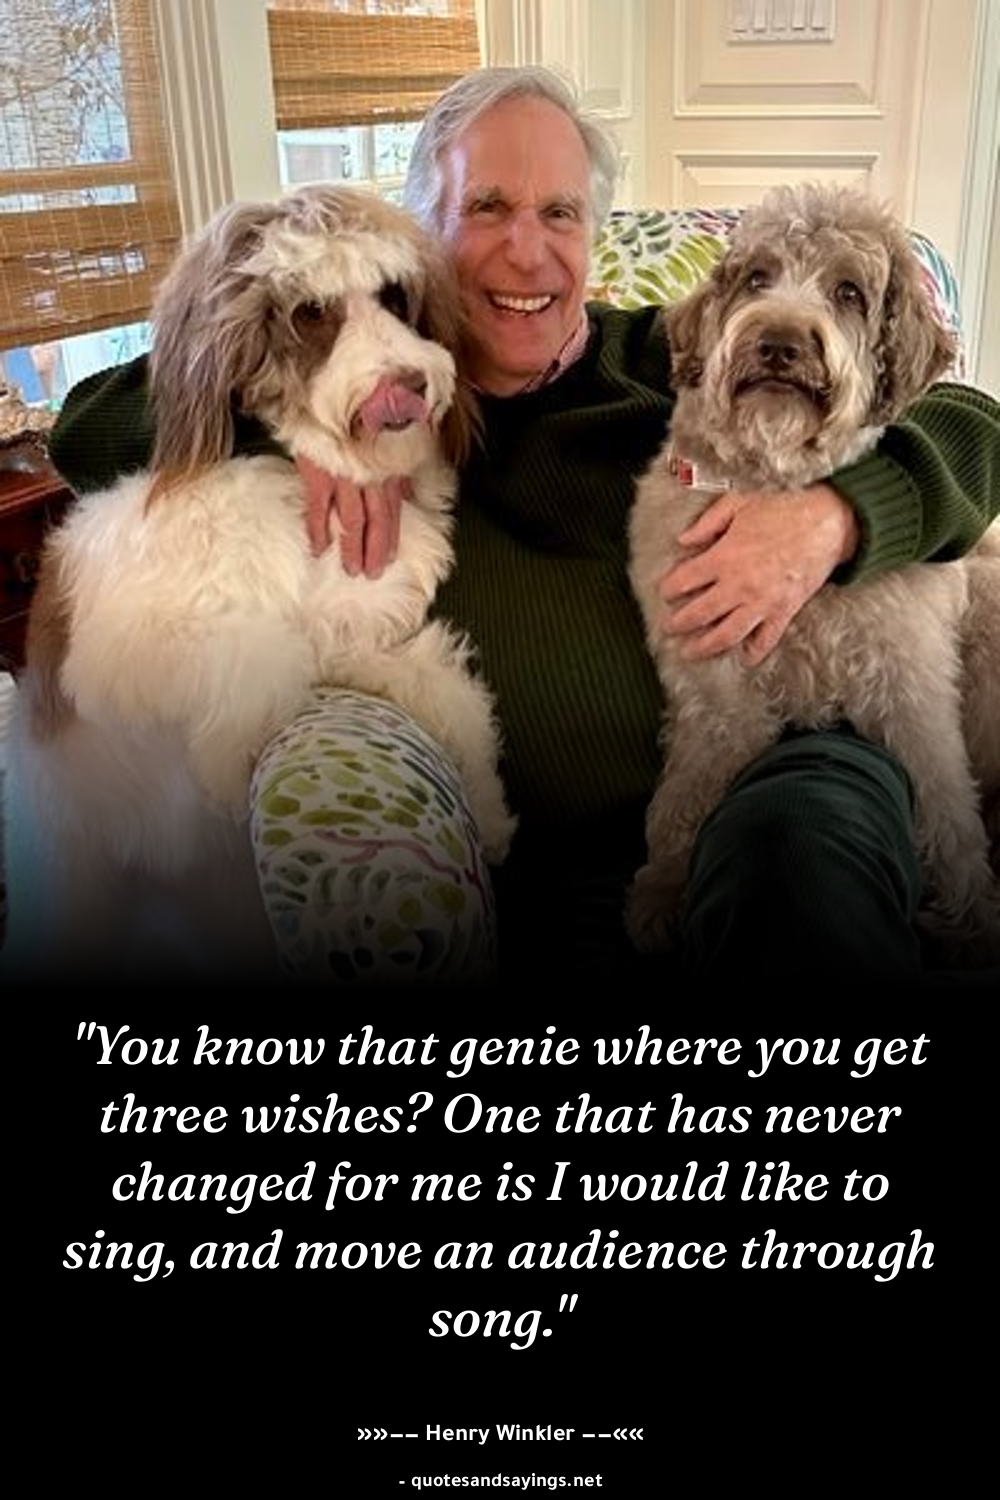 "You know that genie where you get
three wishes? One that has never
changed for me is I would like to
sing, and move an audience through
song."
»»−− Henry Winkler −−««
- quotesandsayings.net